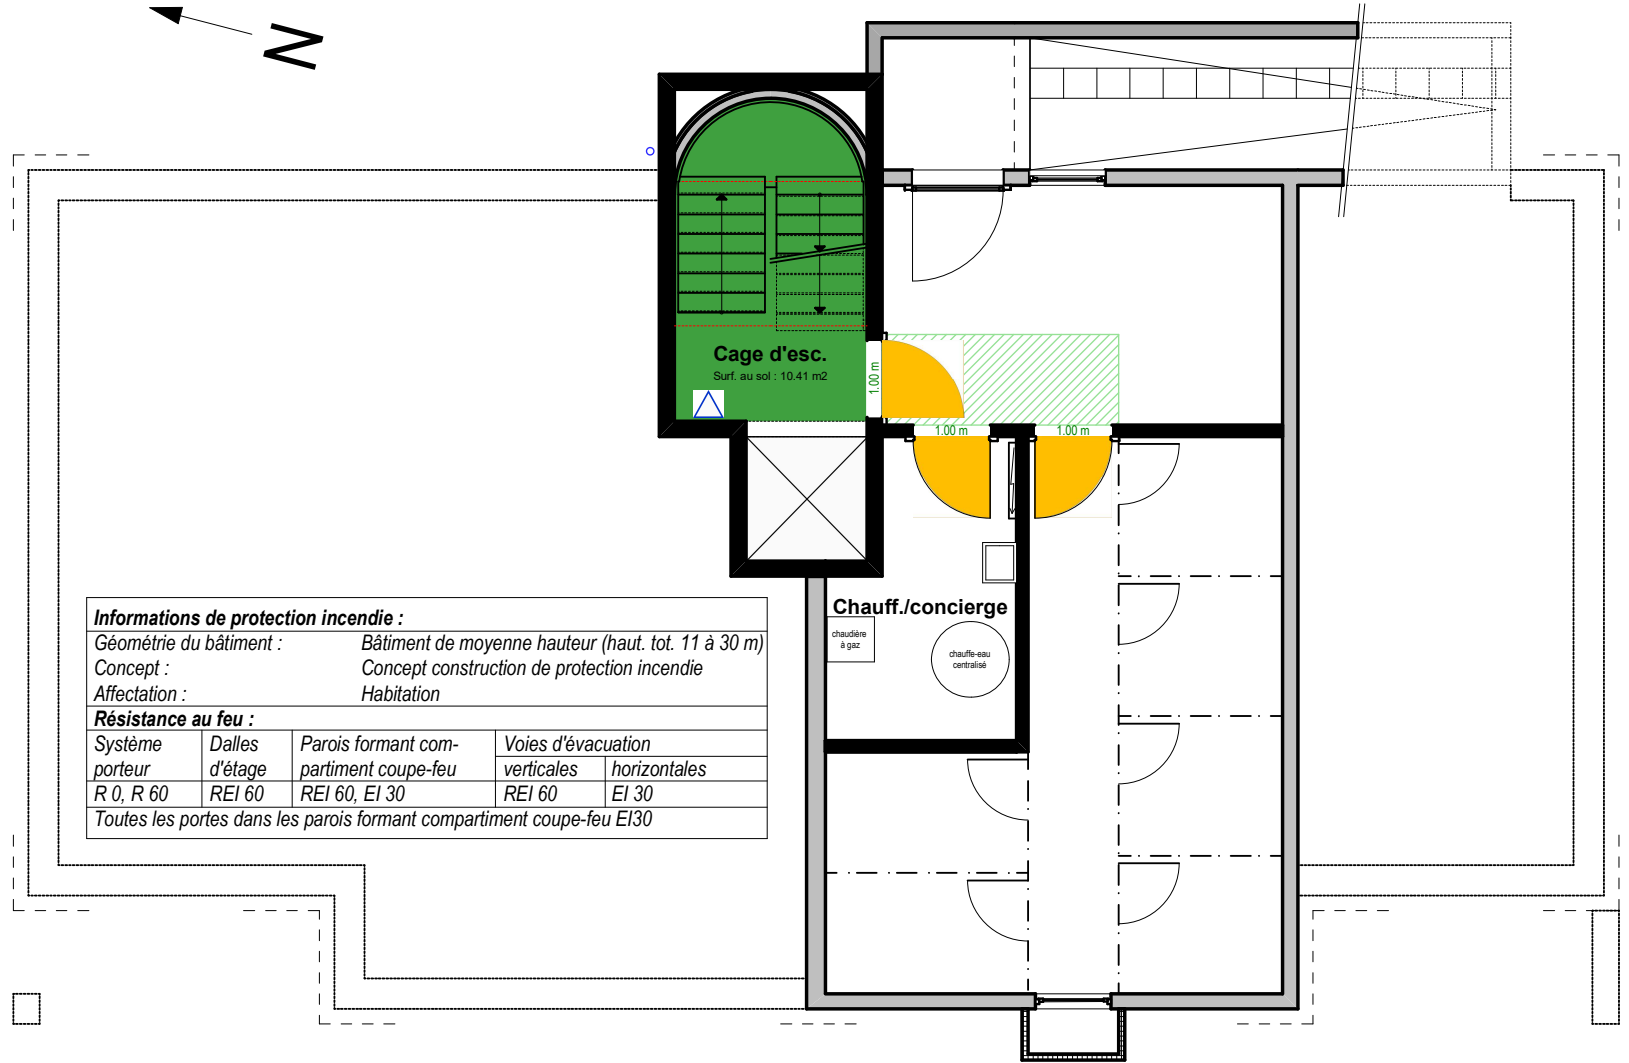 N
Cage d'esc.
Surf. au sol : 10.41 m2
1.00 m
1.00 m
1.00 m
Chauff./concierge
chaudière
à gaz
chauffe-eau
centralisé
Informations de protection incendie :
Géométrie du bâtiment : Bâtiment de moyenne hauteur (haut. tot. 11 à 30 m)
Concept : Concept construction de protection incendie
Affectation : Habitation
Résistance au feu :
Système Dalles Parois formant com- Voies d'évacuation
porteur d'étage partiment coupe-feu verticales horizontales
R 0, R 60 REI 60 REI 60, EI 30 REI 60 EI 30
Toutes les portes dans les parois formant compartiment coupe-feu EI30